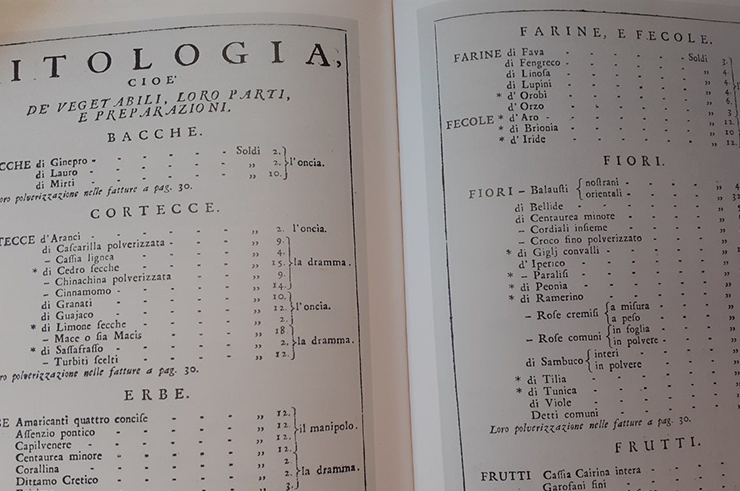 ITOLOGIA,
CIOE'
DE' VEGETABILI, LORO PARTI,
E PREPARAZIONI.
BACCHE.
CCHE di Ginepro - - - - - Soldi 2.
di Lauro - - - - - „ 2. l'oncia.
di Mirti - - - - - „ 10.
loro polverizzazione nelle fatture a pag. 30.
CORTECCE.
TECCE d'Aranci - - - - - „ 2. l'oncia.
di Cascarilla polverizzata - - - „ 9.
- Cassia lignea - - - - „ 4.
* di Cedro secche - - - - „ 15. la dramma.
- Chinachina polverizzata - - - „ 9.
- Cinnamomo - - - - „ 14.
di Granati - - - - „ 10.
di Guajaco - - - - „ 12. l'oncia.
* di Limone secche - - - - „ 2.
- Mace o sia Macis - - - - „ 18
* di Sassafrasso - - - - „ 2. la dramma.
- Turbiti scelti - - - - „ 12.
loro polverizzazione nelle fatture a pag. 30.
ERBE.
BE Amaricanti quattro concise - - - „ 12.
Assenzio pontico - - - - „ 12. il manipolo.
Capilvenere - - - - „ 12.
Centaurea minore - - - - „ 12.
Corallina - - - - „ 2.
Dittamo Cretico - - - - „ 2. la dramma.
„ 3.
FARINE, E FECOLE.
FARINE di Fava - - - - - Soldi
di Fengreco - - - - - „ 3.
di Linosa - - - - - „ 4.
di Lupini - - - - - „ 4.
* d' Orobi - - - - - „ 4.
d' Orzo - - - - - „ 6.
FECOLE * d' Aro - - - - - „ 3.
* di Brionia - - - - - „ 12.
* di Iride - - - - - „ 10
12.
FIORI.
FIORI - Balausti nostrani - - - „ 4
orientali - - - „ 32
di Bellide - - - - „
di Centaurea minore - - - „
- Cordiali insieme - - - „
- Croco fino polverizzato - - - „
* di Giglj convalli - - - „
d' Iperico - - - - „
* - Paralisi - - - - „
* di Peonia - - - - „
* di Ramerino - - - - „
- Rose cremisi a misura - - - „
a peso - - - „
- Rose comuni in foglia - - - „
in polvere - - - „
di Sambuco interi - - - „
in polvere - - - „
* di Tilia - - - - „
* di Tunica - - - - „
di Viole - - - - „
Detti comuni - - - - „
Loro polverizzazione nelle fatture a pag. 30.
FRUTTI.
FRUTTI Cassia Cairina intera - - - „
Garofani fini - - - „